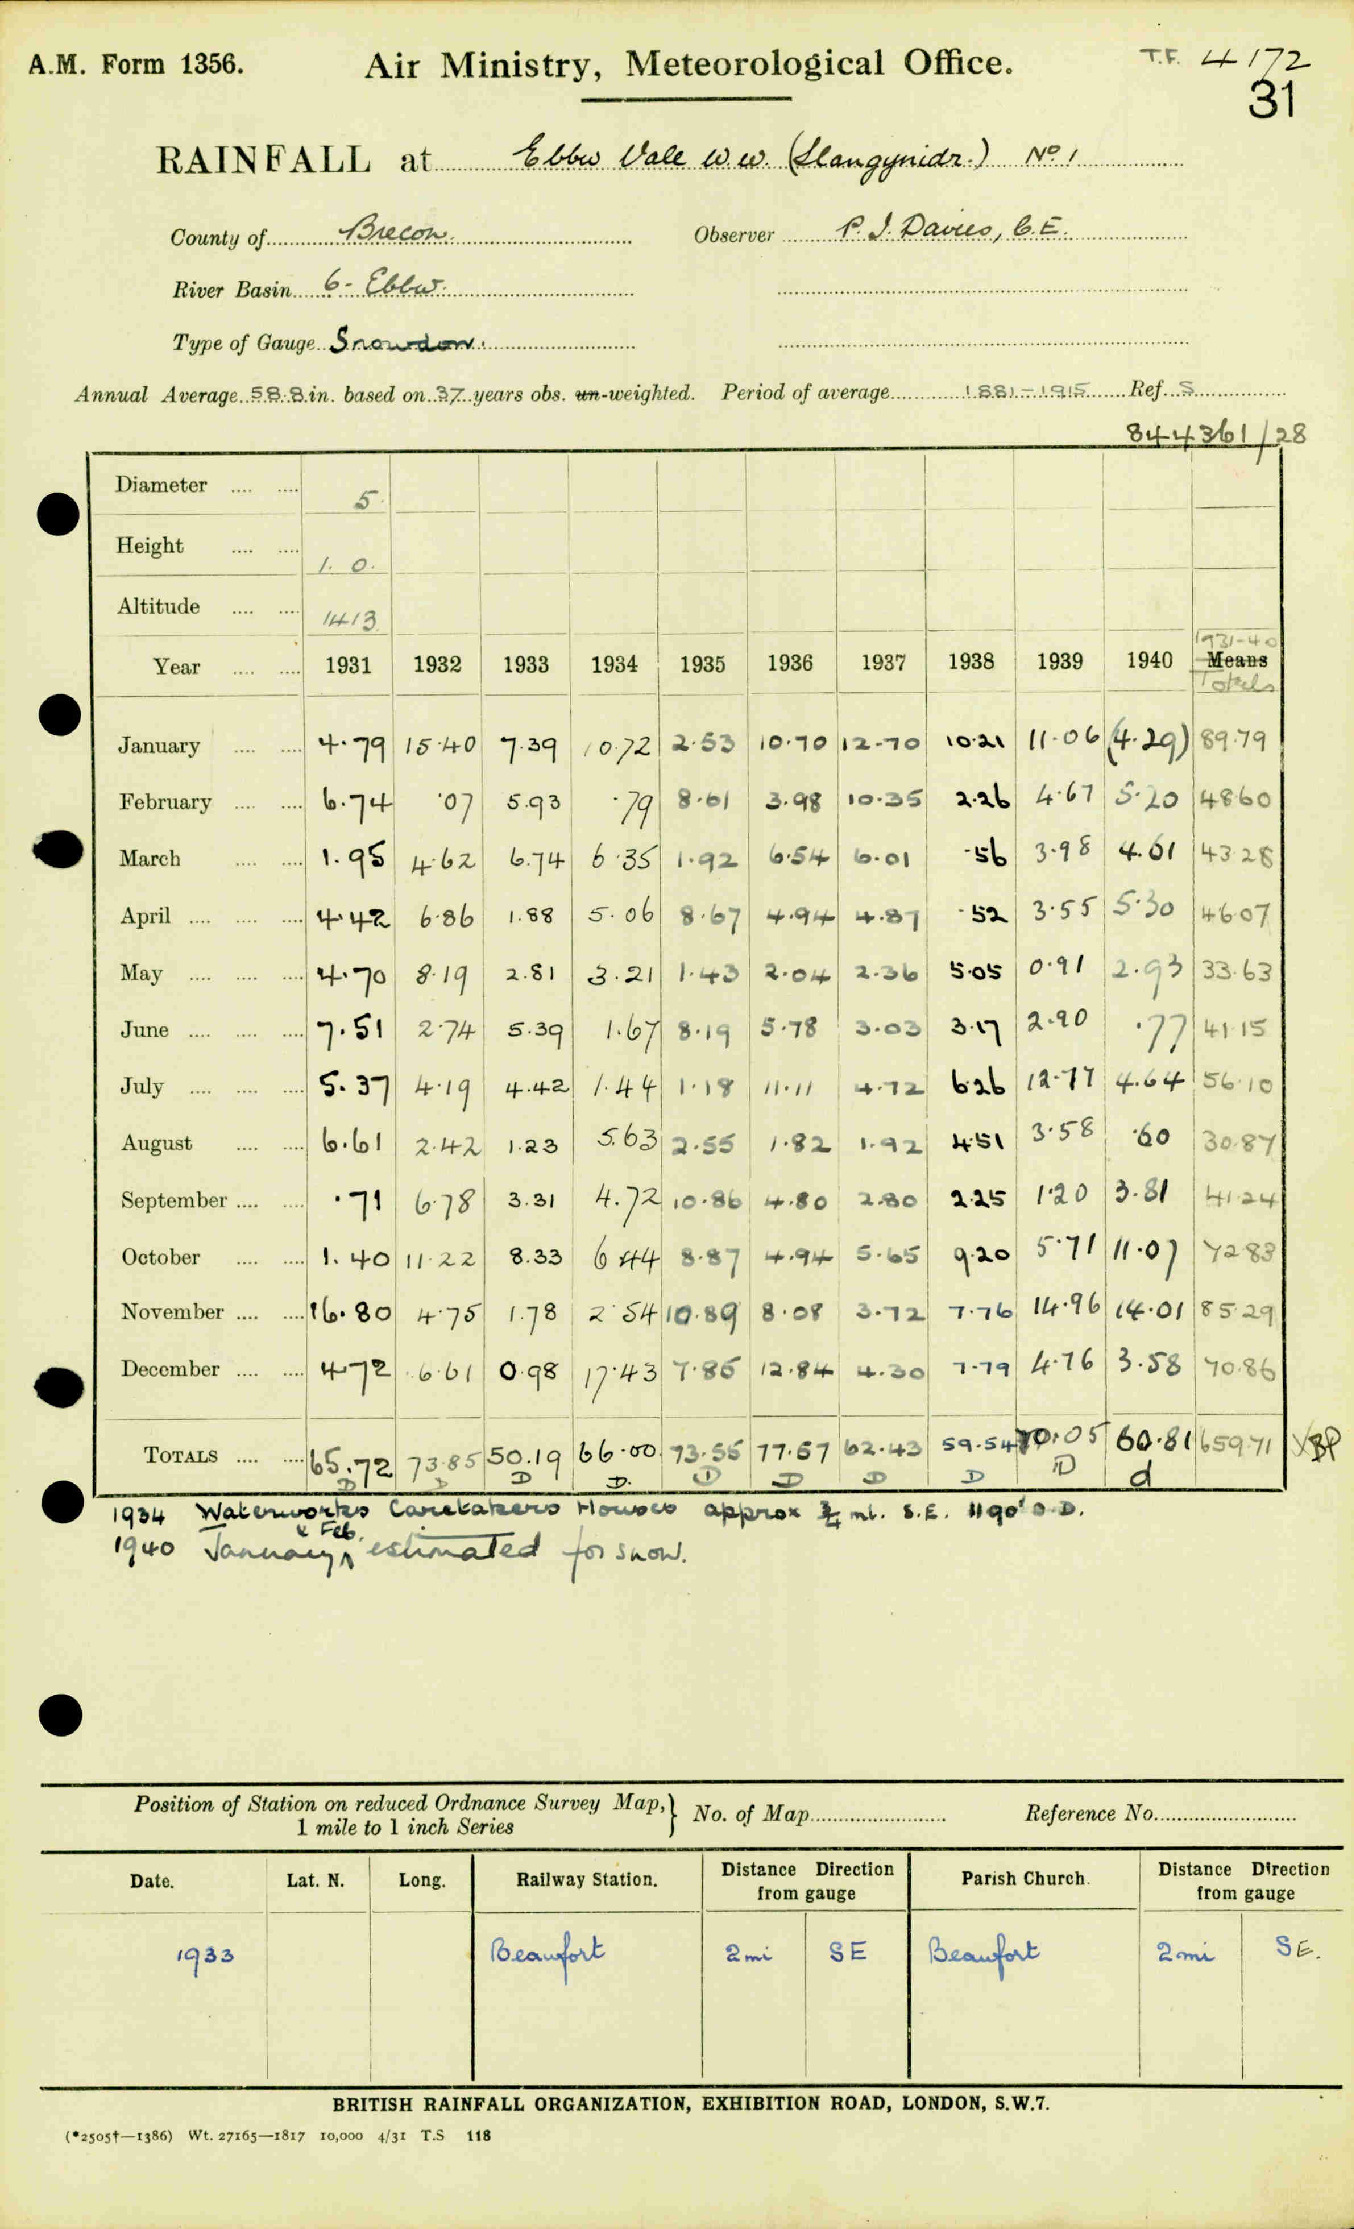 A.M. Form 1356. Air Ministry, Meteorological Office. T.F. 4172
31
RAINFALL at Ebbw Vale W.W. (Llangynidr.) No 1
County of Brecon. Observer P. J. Davies, C.E.
River Basin 6 - Ebbw.
Type of Gauge Snowdon.
Annual Average 58.8 in. based on 37 years obs. un-weighted. Period of average 1881-1915 Ref. S
844361/28
Diameter 5
Height 1. 0.
Altitude 1413
1931-40
Year 1931 1932 1933 1934 1935 1936 1937 1938 1939 1940 Means
Totals
January 4.79 15.40 7.39 10.72 2.53 10.70 12.70 10.21 11.06 (4.29) 89.79
February 6.74 .07 5.93 .79 8.61 3.98 10.35 2.26 4.67 5.20 48.60
March 1.95 4.62 6.74 6.35 1.92 6.54 6.01 .56 3.98 4.61 43.28
April 4.42 6.86 1.88 5.06 8.67 4.94 4.87 .52 3.55 5.30 46.07
May 4.70 8.19 2.81 3.21 1.43 2.04 2.36 5.05 0.91 2.93 33.63
June 7.51 2.74 5.39 1.67 8.19 5.78 3.03 3.17 2.90 .77 41.15
July 5.37 4.19 4.42 1.44 1.18 11.11 4.72 6.26 12.77 4.64 56.10
August 6.61 2.42 1.23 5.63 2.55 1.82 1.92 4.51 3.58 .60 30.87
September .71 6.78 3.31 4.72 10.86 4.80 2.80 2.25 1.20 3.81 41.24
October 1.40 11.22 8.33 6.44 8.87 4.94 5.65 9.20 5.71 11.07 72.83
November 16.80 4.75 1.78 2.54 10.89 8.08 3.72 7.76 14.96 14.01 85.29
December 4.72 6.61 0.98 17.43 7.85 12.84 4.30 7.79 4.76 3.58 70.86
TOTALS 65.72 73.85 50.19 66.00 73.55 77.57 62.43 59.54 70.05 60.81 659.71
D D D D. D D D D D d
1934 Waterworks Caretakers Houses approx 3/4 ml. S.E. 1190' O.D.
& Feb.
1940 January estimated for snow.
Position of Station on reduced Ordnance Survey Map, No. of Map Reference No.
1 mile to 1 inch Series
Date. Lat. N. Long. Railway Station. Distance Direction from gauge Parish Church. Distance Direction from gauge
1933 Beaufort 2 mi SE Beaufort 2 mi SE.
BRITISH RAINFALL ORGANIZATION, EXHIBITION ROAD, LONDON, S.W.7.
(*2505†—1386) Wt. 27165—1817 10,000 4/31 T.S 118